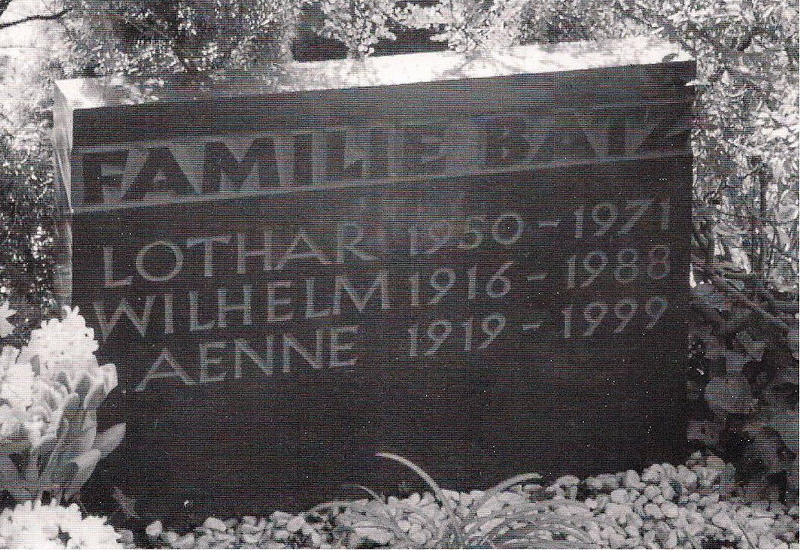 FAMILIE BATZ
LOTHAR 1950 - 1971
WILHELM 1916 - 1988
AENNE 1919 - 1999